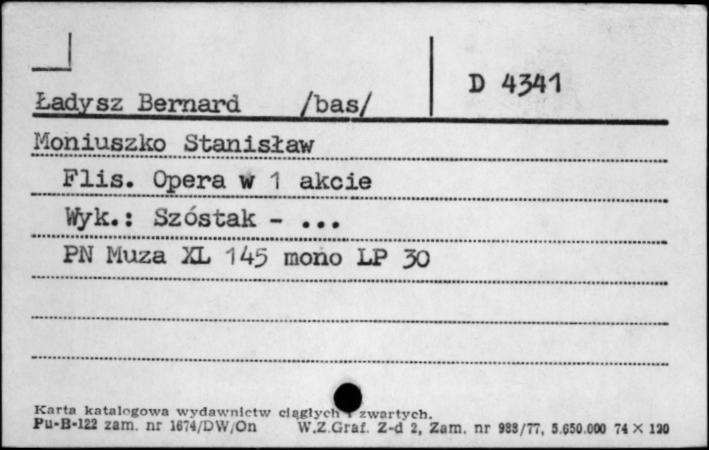 D 4341
Ładysz Bernard /bas/
Moniuszko Stanisław
Flis. Opera w 1 akcie
Wyk.: Szóstak - ...
PN Muza XL 145 mono LP 30
Karta katalogowa wydawnictw ciągłych i zwartych.
Pu-B-122 zam. nr 1674/DW/On W.Z.Graf. Z-d 2, Zam. nr 988/77, 5.650.000 74 × 120